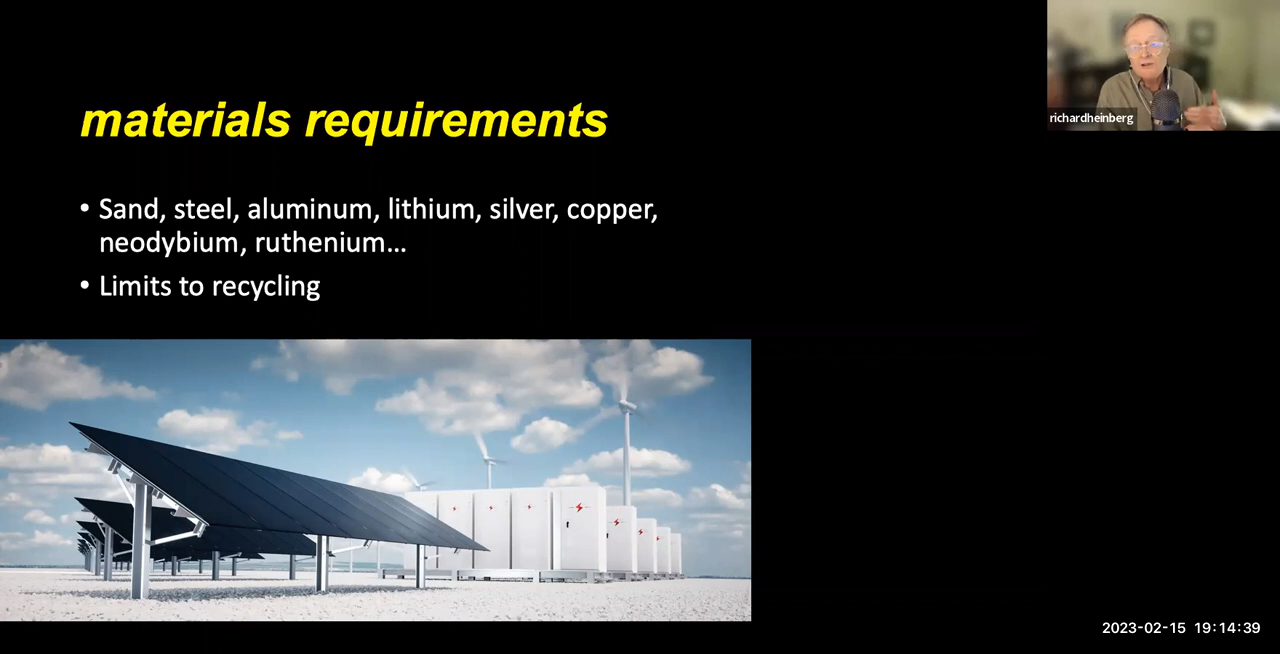 richardheinberg
materials requirements
• Sand, steel, aluminum, lithium, silver, copper,
neodybium, ruthenium...
• Limits to recycling
2023-02-15 19:14:39